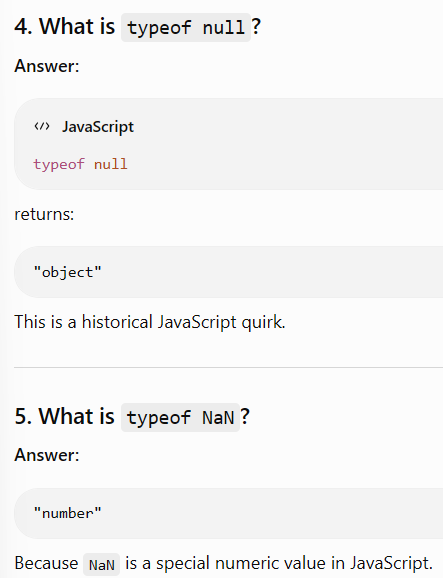 4. What is typeof null?
Answer:
</> JavaScript
typeof null
returns:
"object"
This is a historical JavaScript quirk.
5. What is typeof NaN?
Answer:
"number"
Because NaN is a special numeric value in JavaScript.